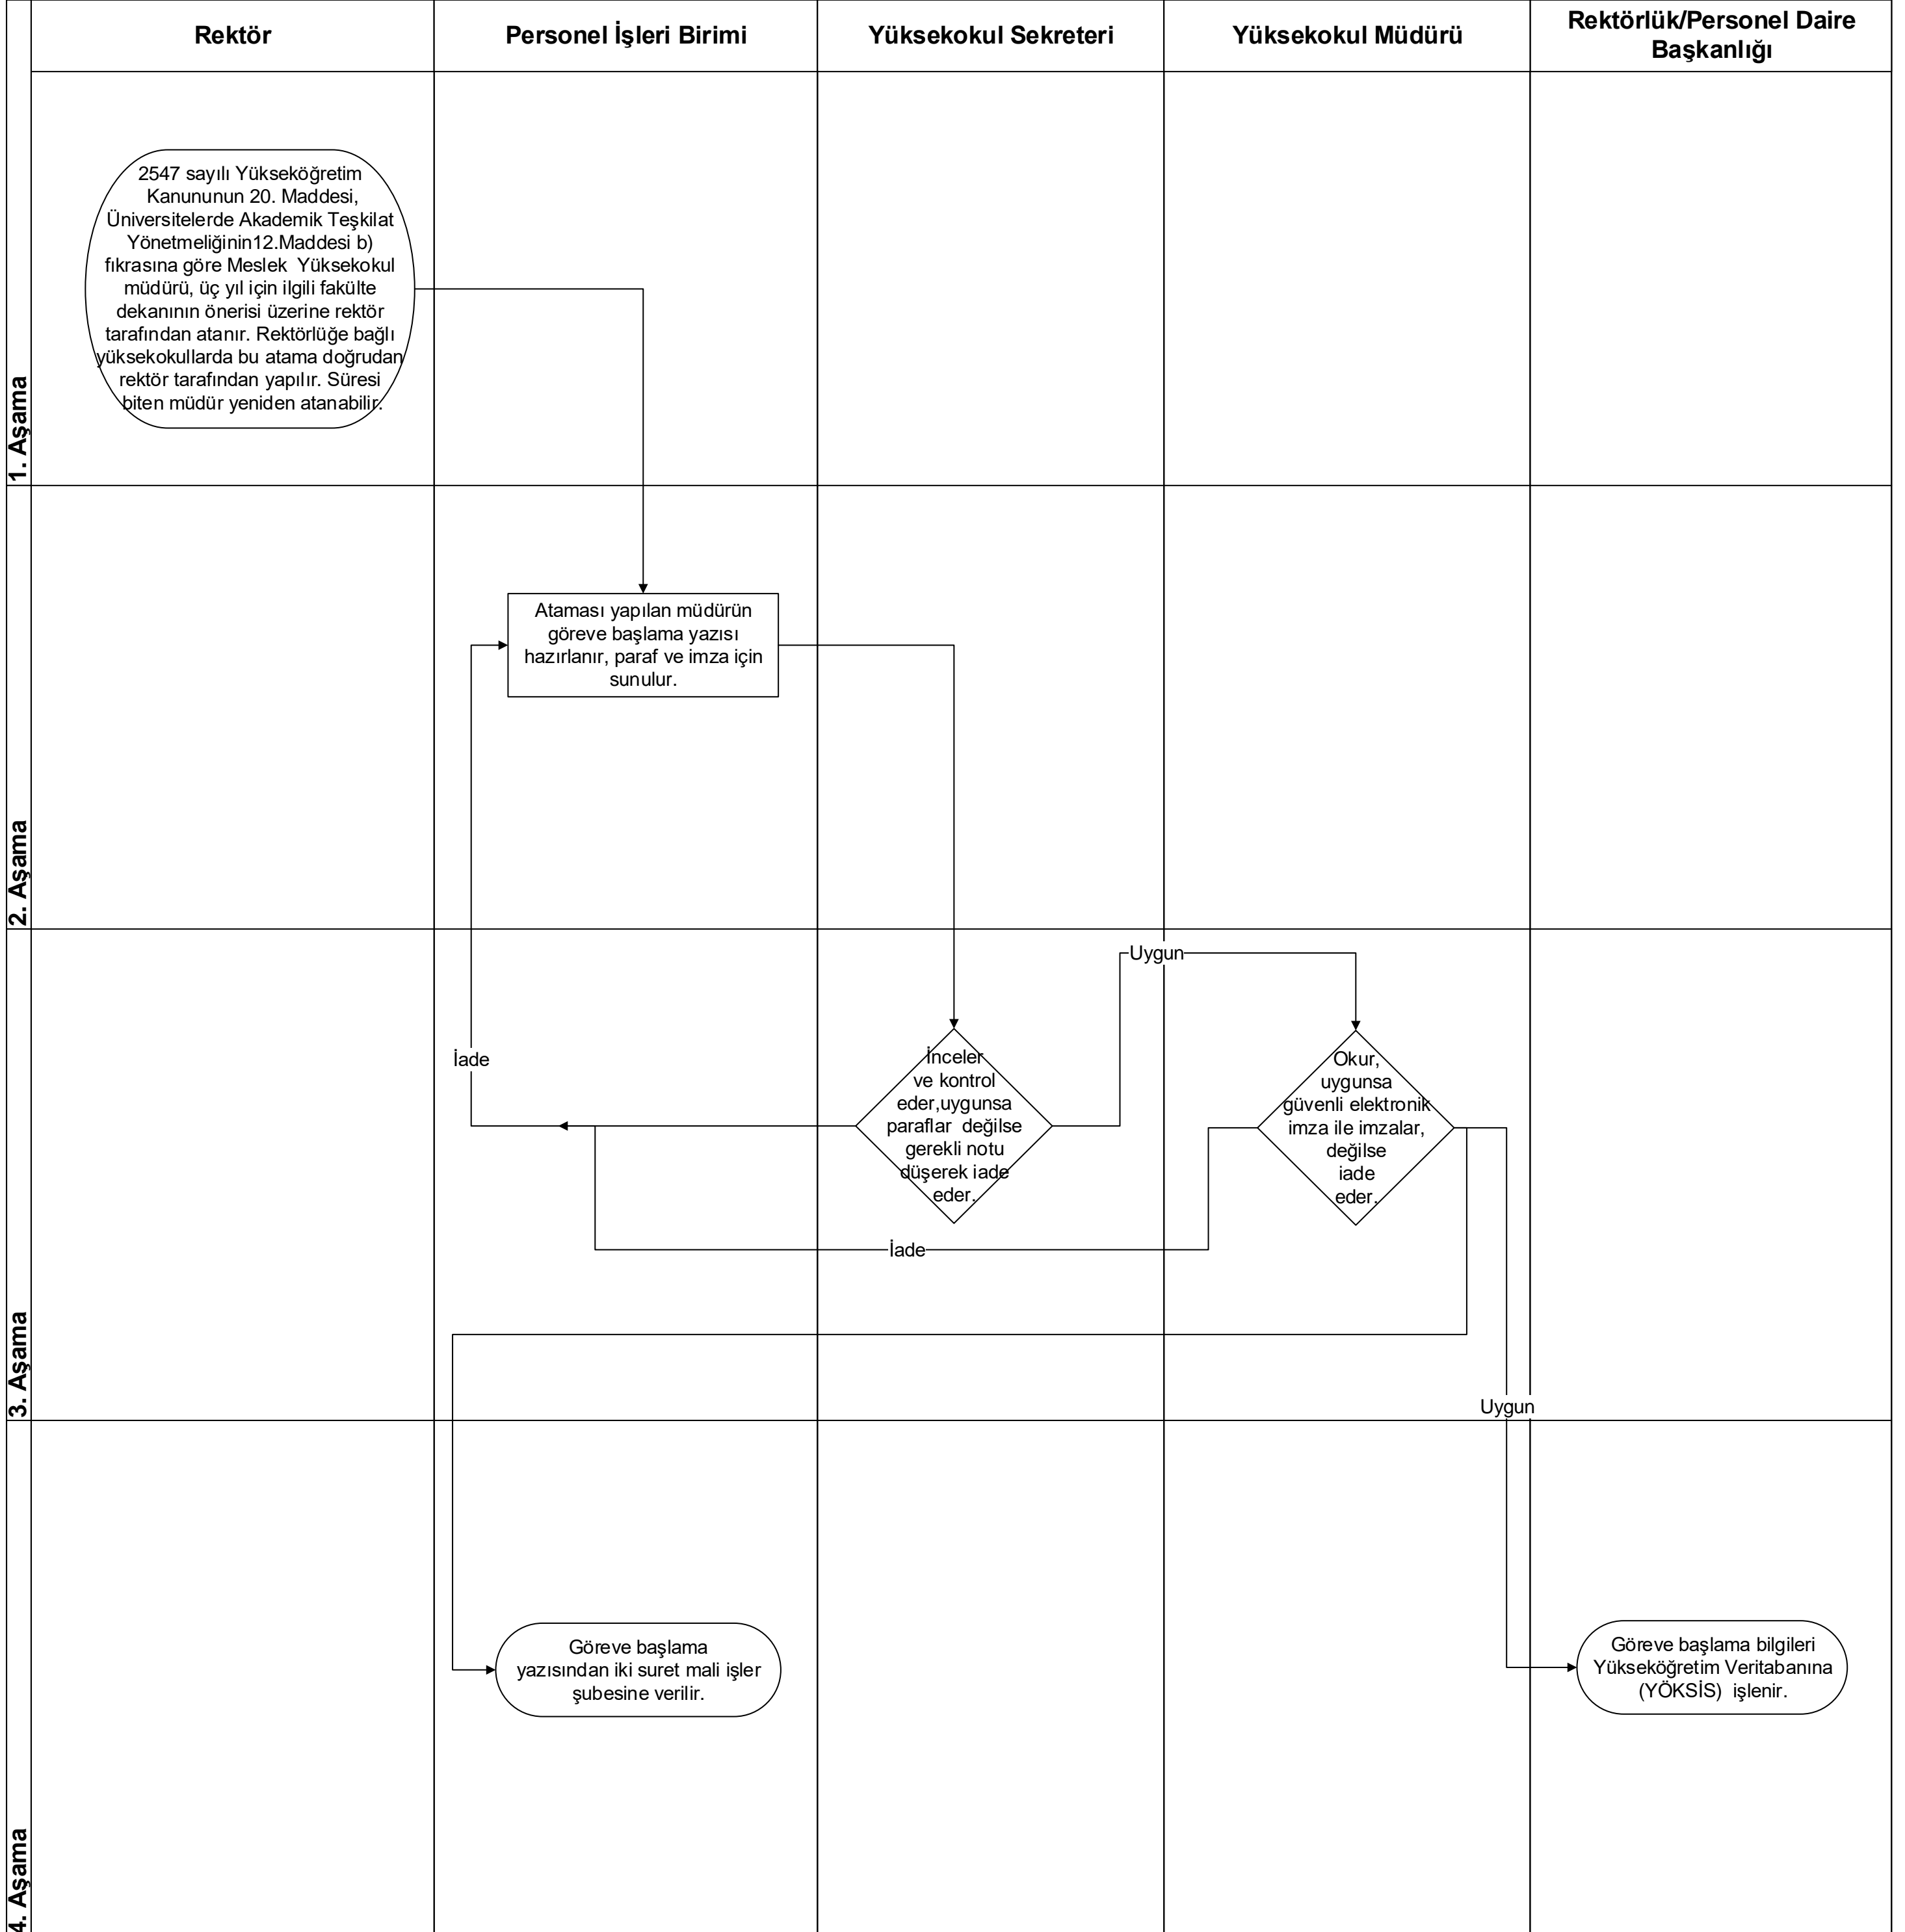 Rektör
Personel İşleri Birimi
Yüksekokul Sekreteri
Yüksekokul Müdürü
Rektörlük/Personel Daire
Başkanlığı
1. Aşama
2547 sayılı Yükseköğretim
Kanununun 20. Maddesi,
Üniversitelerde Akademik Teşkilat
Yönetmeliğinin12.Maddesi b)
fıkrasına göre Meslek  Yüksekokul
müdürü, üç yıl için ilgili fakülte
dekanının önerisi üzerine rektör
tarafından atanır. Rektörlüğe bağlı
yüksekokullarda bu atama doğrudan
rektör tarafından yapılır. Süresi
biten müdür yeniden atanabilir.
2. Aşama
Ataması yapılan müdürün
göreve başlama yazısı
hazırlanır, paraf ve imza için
sunulur.
3. Aşama
Uygun
İade
İnceler
ve kontrol
eder,uygunsa
paraflar  değilse
gerekli notu
düşerek iade
eder.
Okur,
uygunsa
güvenli elektronik
imza ile imzalar,
değilse
iade
eder.
İade
Uygun
4. Aşama
Göreve başlama
yazısından iki suret mali işler
şubesine verilir.
Göreve başlama bilgileri
Yükseköğretim Veritabanına
(YÖKSİS)  işlenir.